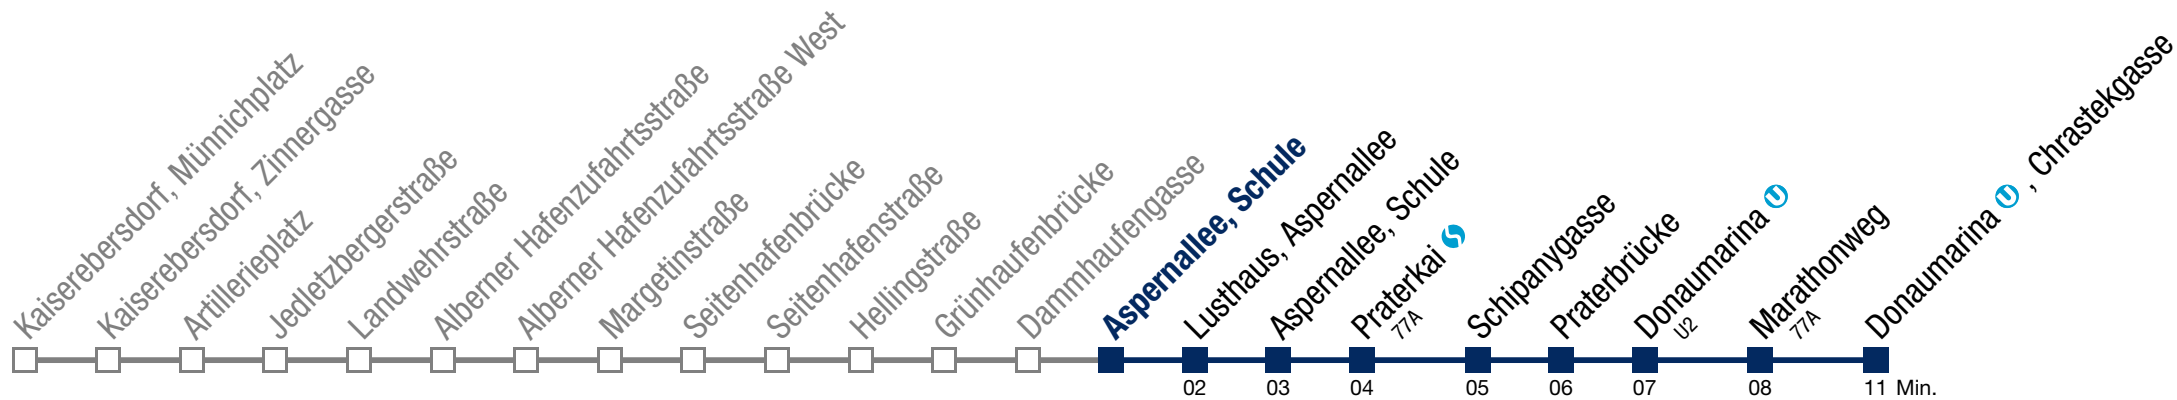 Kaiserebersdorf, Münnichplatz
Kaiserebersdorf, Zinnergasse
Artillerieplatz
Jedletzbergerstraße
Landwehrstraße
Alberner Hafenzufahrtsstraße
Alberner Hafenzufahrtsstraße West
Margetinstraße
Seitenhafenbrücke
Seitenhafenstraße
Hellingstraße
Grünhaufenbrücke
Dammhaufengasse
Aspernallee, Schule
Lusthaus, Aspernallee
Aspernallee, Schule
Praterkai
77A
Schipanygasse
Praterbrücke
Donaumarina U
U2
Marathonweg
77A
Donaumarina U, Chrastekgasse
02 03 04 05 06 07 08 11 Min.